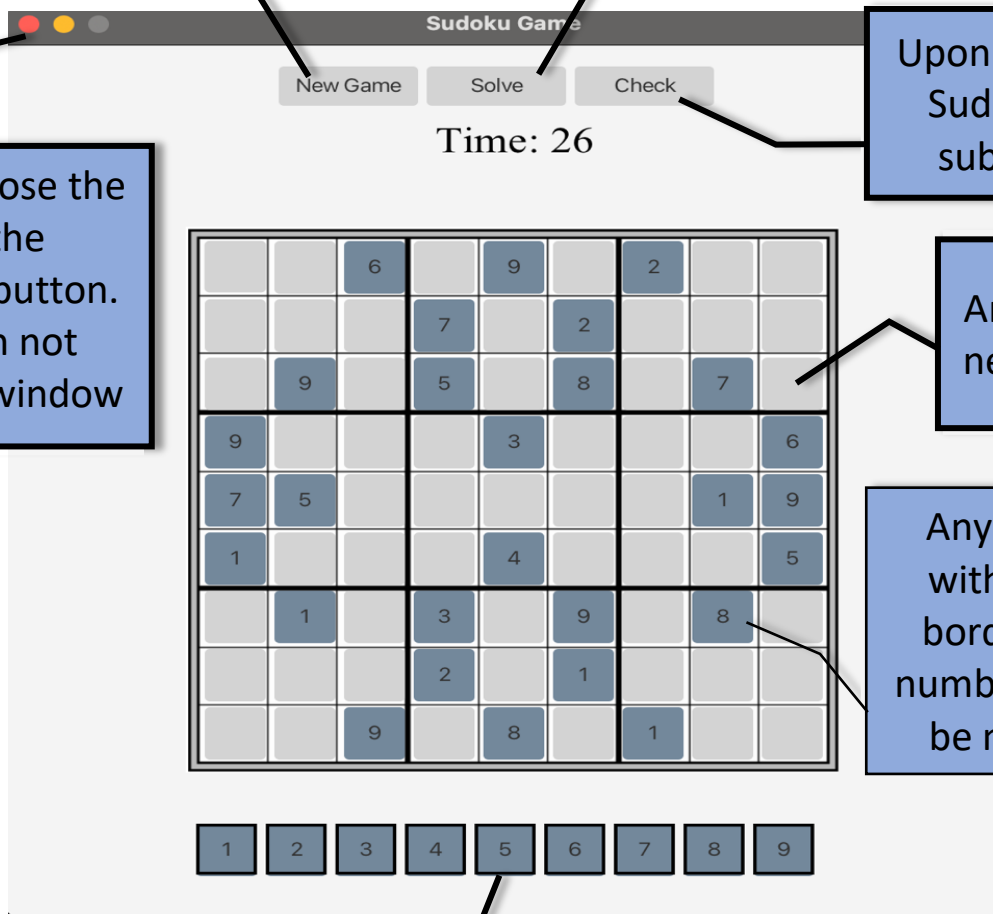 Sudoku Game
New Game Solve Check
Time: 26
Upon
Sud
sub
ose the
the
button.
n not
window
6 9 2
7 2
9 5 8 7
9 3 6
7 5 1 9
1 4 5
1 3 9 8
2 1
9 8 1
Ar
ne
Any
with
bord
numb
be r
1 2 3 4 5 6 7 8 9